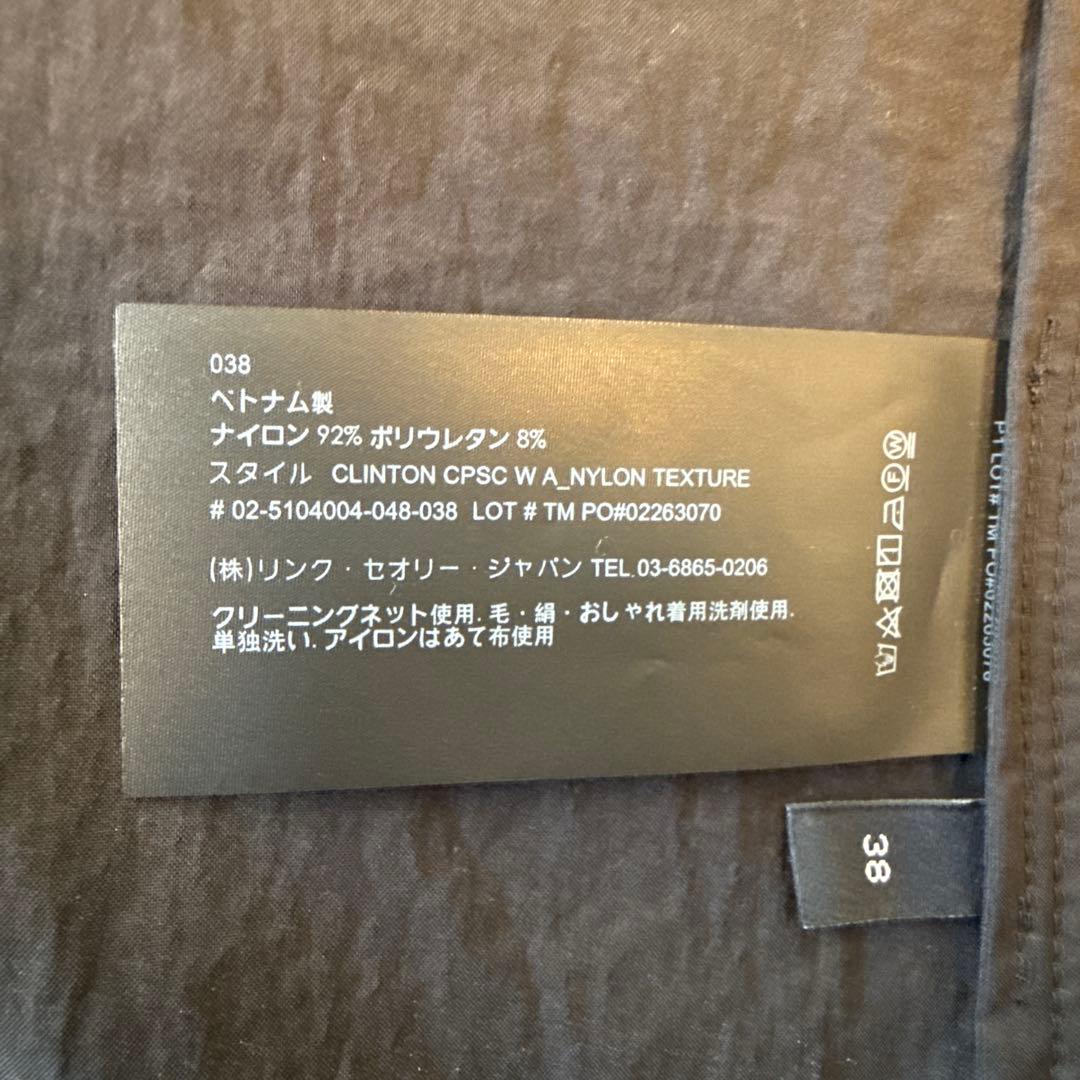 038
ベトナム製
ナイロン 92% ポリウレタン 8%
スタイル CLINTON CPSC W A_NYLON TEXTURE
# 02-5104004-048-038 LOT # TM PO#02263070
(株)リンク・セオリー・ジャパン TEL.03-6865-0206
クリーニングネット使用. 毛・絹・おしゃれ着用洗剤使用.
単独洗い. アイロンはあて布使用
W
F
LOT# TM PO#02263070
38